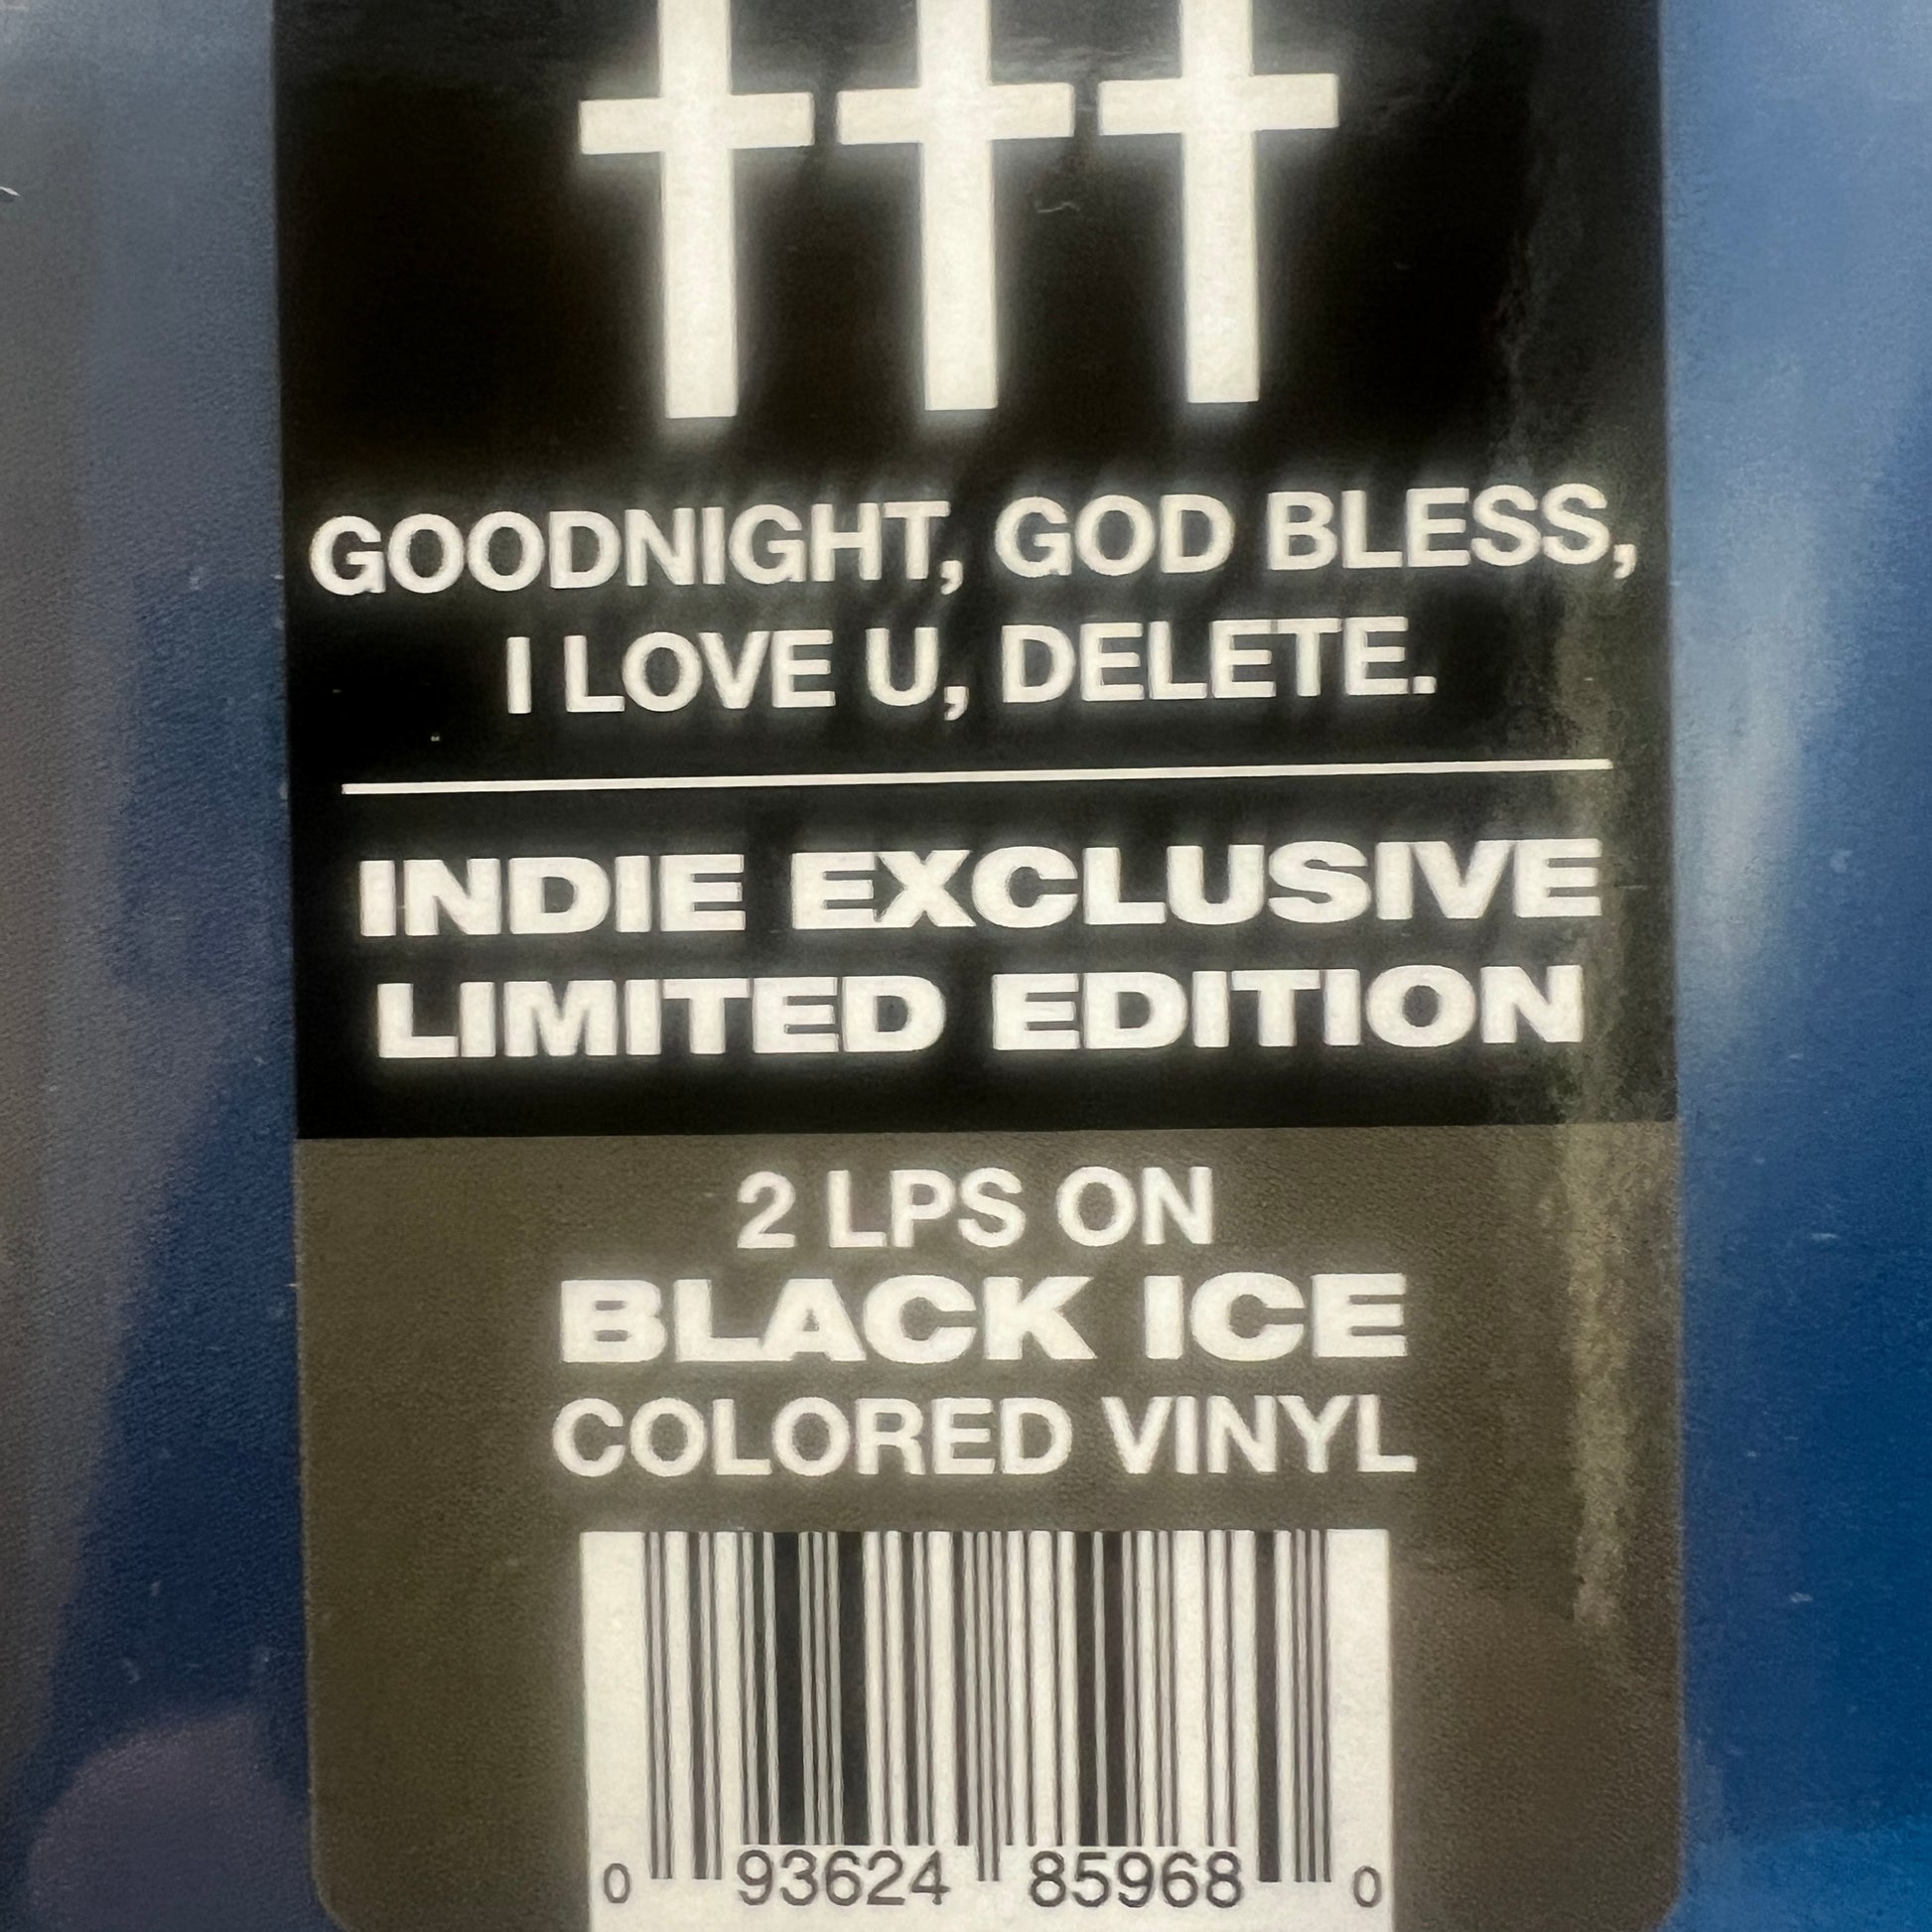 †††
GOODNIGHT, GOD BLESS,
I LOVE U, DELETE.
INDIE EXCLUSIVE
LIMITED EDITION
2 LPS ON
BLACK ICE
COLORED VINYL
0 93624 85968 0